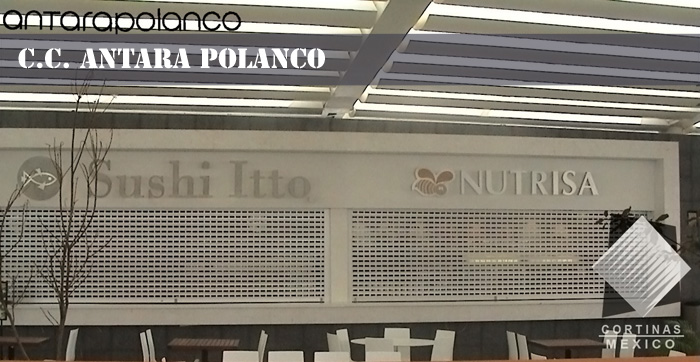 antarapolanco
C.C. ANTARA POLANCO
Sushi Itto
NUTRISA
CORTINAS
MEXICO